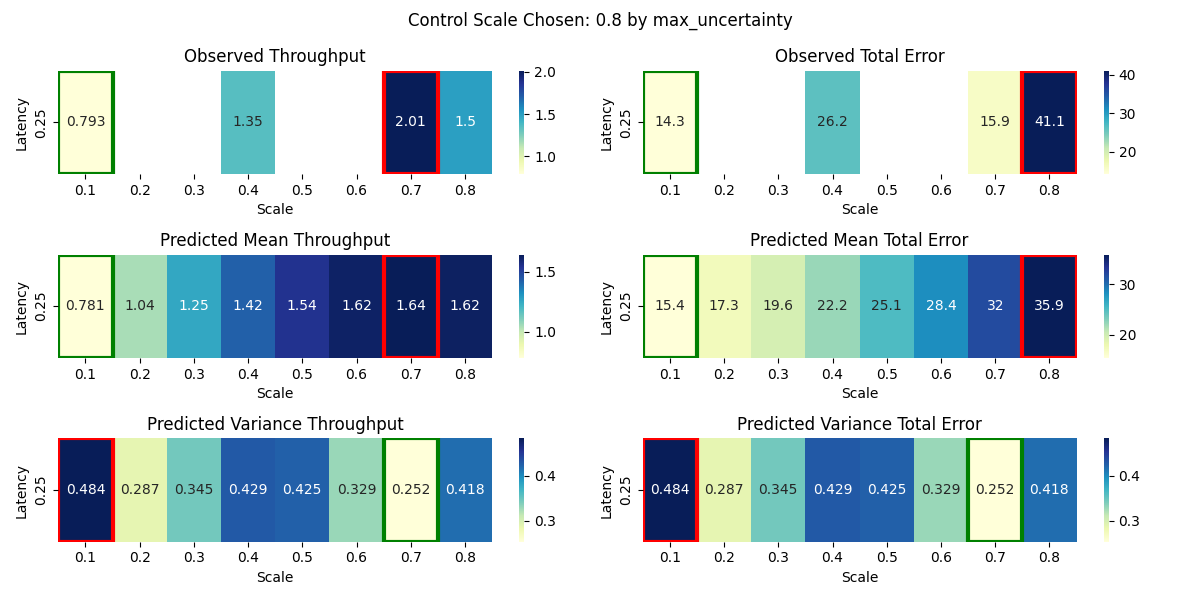 Control Scale Chosen: 0.8 by max_uncertainty
Observed Throughput
Latency
0.25
0.793 1.35 2.01 1.5
0.1 0.2 0.3 0.4 0.5 0.6 0.7 0.8
Scale
2.0
1.5
1.0
Observed Total Error
Latency
0.25
14.3 26.2 15.9 41.1
0.1 0.2 0.3 0.4 0.5 0.6 0.7 0.8
Scale
40
30
20
Predicted Mean Throughput
Latency
0.25
0.781 1.04 1.25 1.42 1.54 1.62 1.64 1.62
0.1 0.2 0.3 0.4 0.5 0.6 0.7 0.8
Scale
1.5
1.0
Predicted Mean Total Error
Latency
0.25
15.4 17.3 19.6 22.2 25.1 28.4 32 35.9
0.1 0.2 0.3 0.4 0.5 0.6 0.7 0.8
Scale
30
20
Predicted Variance Throughput
Latency
0.25
0.484 0.287 0.345 0.429 0.425 0.329 0.252 0.418
0.1 0.2 0.3 0.4 0.5 0.6 0.7 0.8
Scale
0.4
0.3
Predicted Variance Total Error
Latency
0.25
0.484 0.287 0.345 0.429 0.425 0.329 0.252 0.418
0.1 0.2 0.3 0.4 0.5 0.6 0.7 0.8
Scale
0.4
0.3